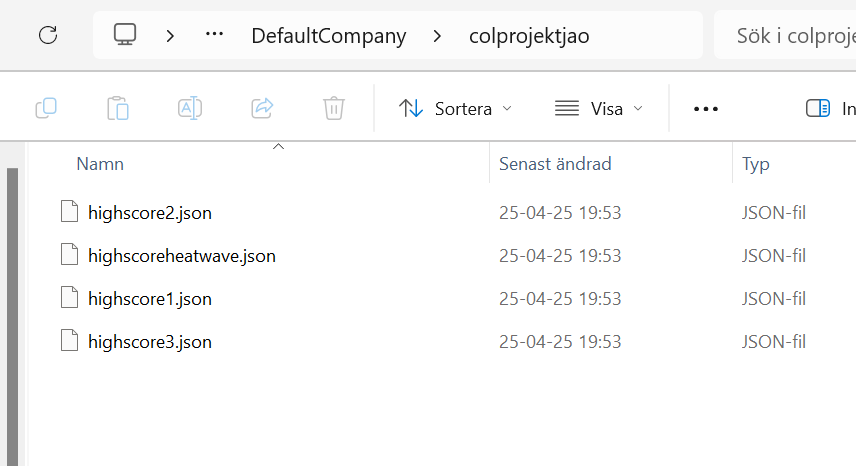 DefaultCompany colprojektjao Sök i colproje
Sortera Visa In
Namn Senast ändrad Typ
highscore2.json 25-04-25 19:53 JSON-fil
highscoreheatwave.json 25-04-25 19:53 JSON-fil
highscore1.json 25-04-25 19:53 JSON-fil
highscore3.json 25-04-25 19:53 JSON-fil